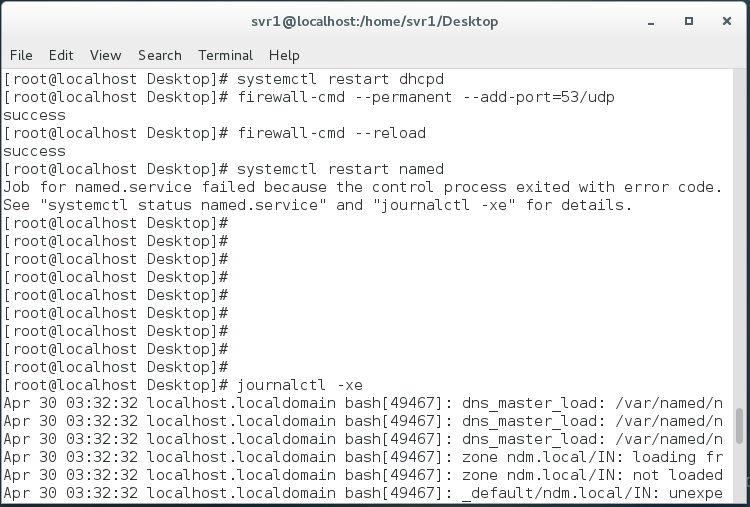 svr1@localhost:/home/svr1/Desktop
File Edit View Search Terminal Help
[root@localhost Desktop]# systemctl restart dhcpd
[root@localhost Desktop]# firewall-cmd --permanent --add-port=53/udp
success
[root@localhost Desktop]# firewall-cmd --reload
success
[root@localhost Desktop]# systemctl restart named
Job for named.service failed because the control process exited with error code.
See "systemctl status named.service" and "journalctl -xe" for details.
[root@localhost Desktop]#
[root@localhost Desktop]#
[root@localhost Desktop]#
[root@localhost Desktop]#
[root@localhost Desktop]#
[root@localhost Desktop]#
[root@localhost Desktop]#
[root@localhost Desktop]#
[root@localhost Desktop]#
[root@localhost Desktop]# journalctl -xe
Apr 30 03:32:32 localhost.localdomain bash[49467]: dns_master_load: /var/named/n
Apr 30 03:32:32 localhost.localdomain bash[49467]: dns_master_load: /var/named/n
Apr 30 03:32:32 localhost.localdomain bash[49467]: dns_master_load: /var/named/n
Apr 30 03:32:32 localhost.localdomain bash[49467]: zone ndm.local/IN: loading fr
Apr 30 03:32:32 localhost.localdomain bash[49467]: zone ndm.local/IN: not loaded
Apr 30 03:32:32 localhost.localdomain bash[49467]: _default/ndm.local/IN: unexpe